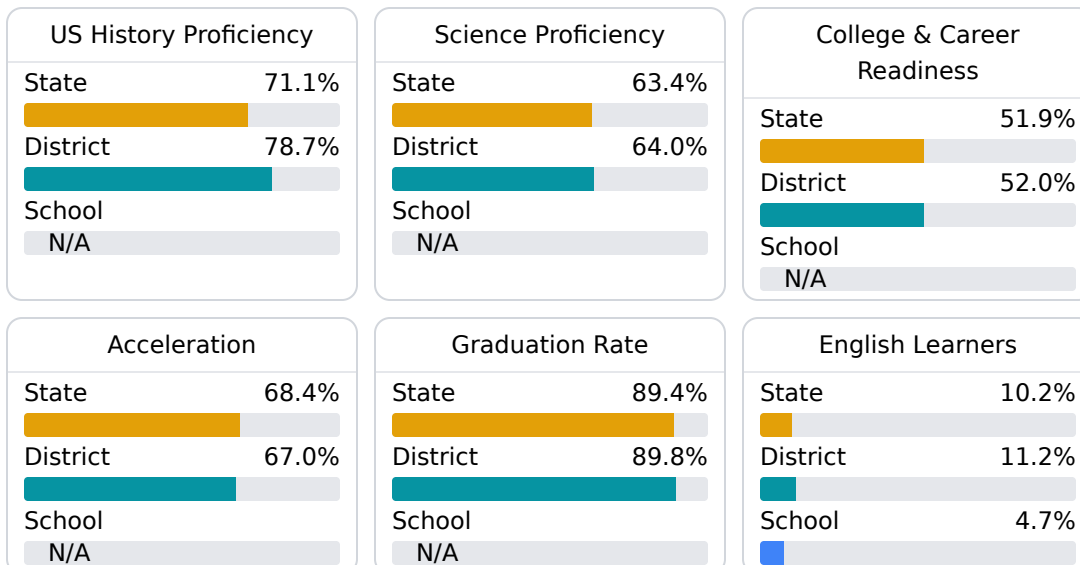 US History Proficiency
State 71.1%
District 78.7%
School
N/A
Science Proficiency
State 63.4%
District 64.0%
School
N/A
College & Career
Readiness
State 51.9%
District 52.0%
School
N/A
Acceleration
State 68.4%
District 67.0%
School
N/A
Graduation Rate
State 89.4%
District 89.8%
School
N/A
English Learners
State 10.2%
District 11.2%
School 4.7%